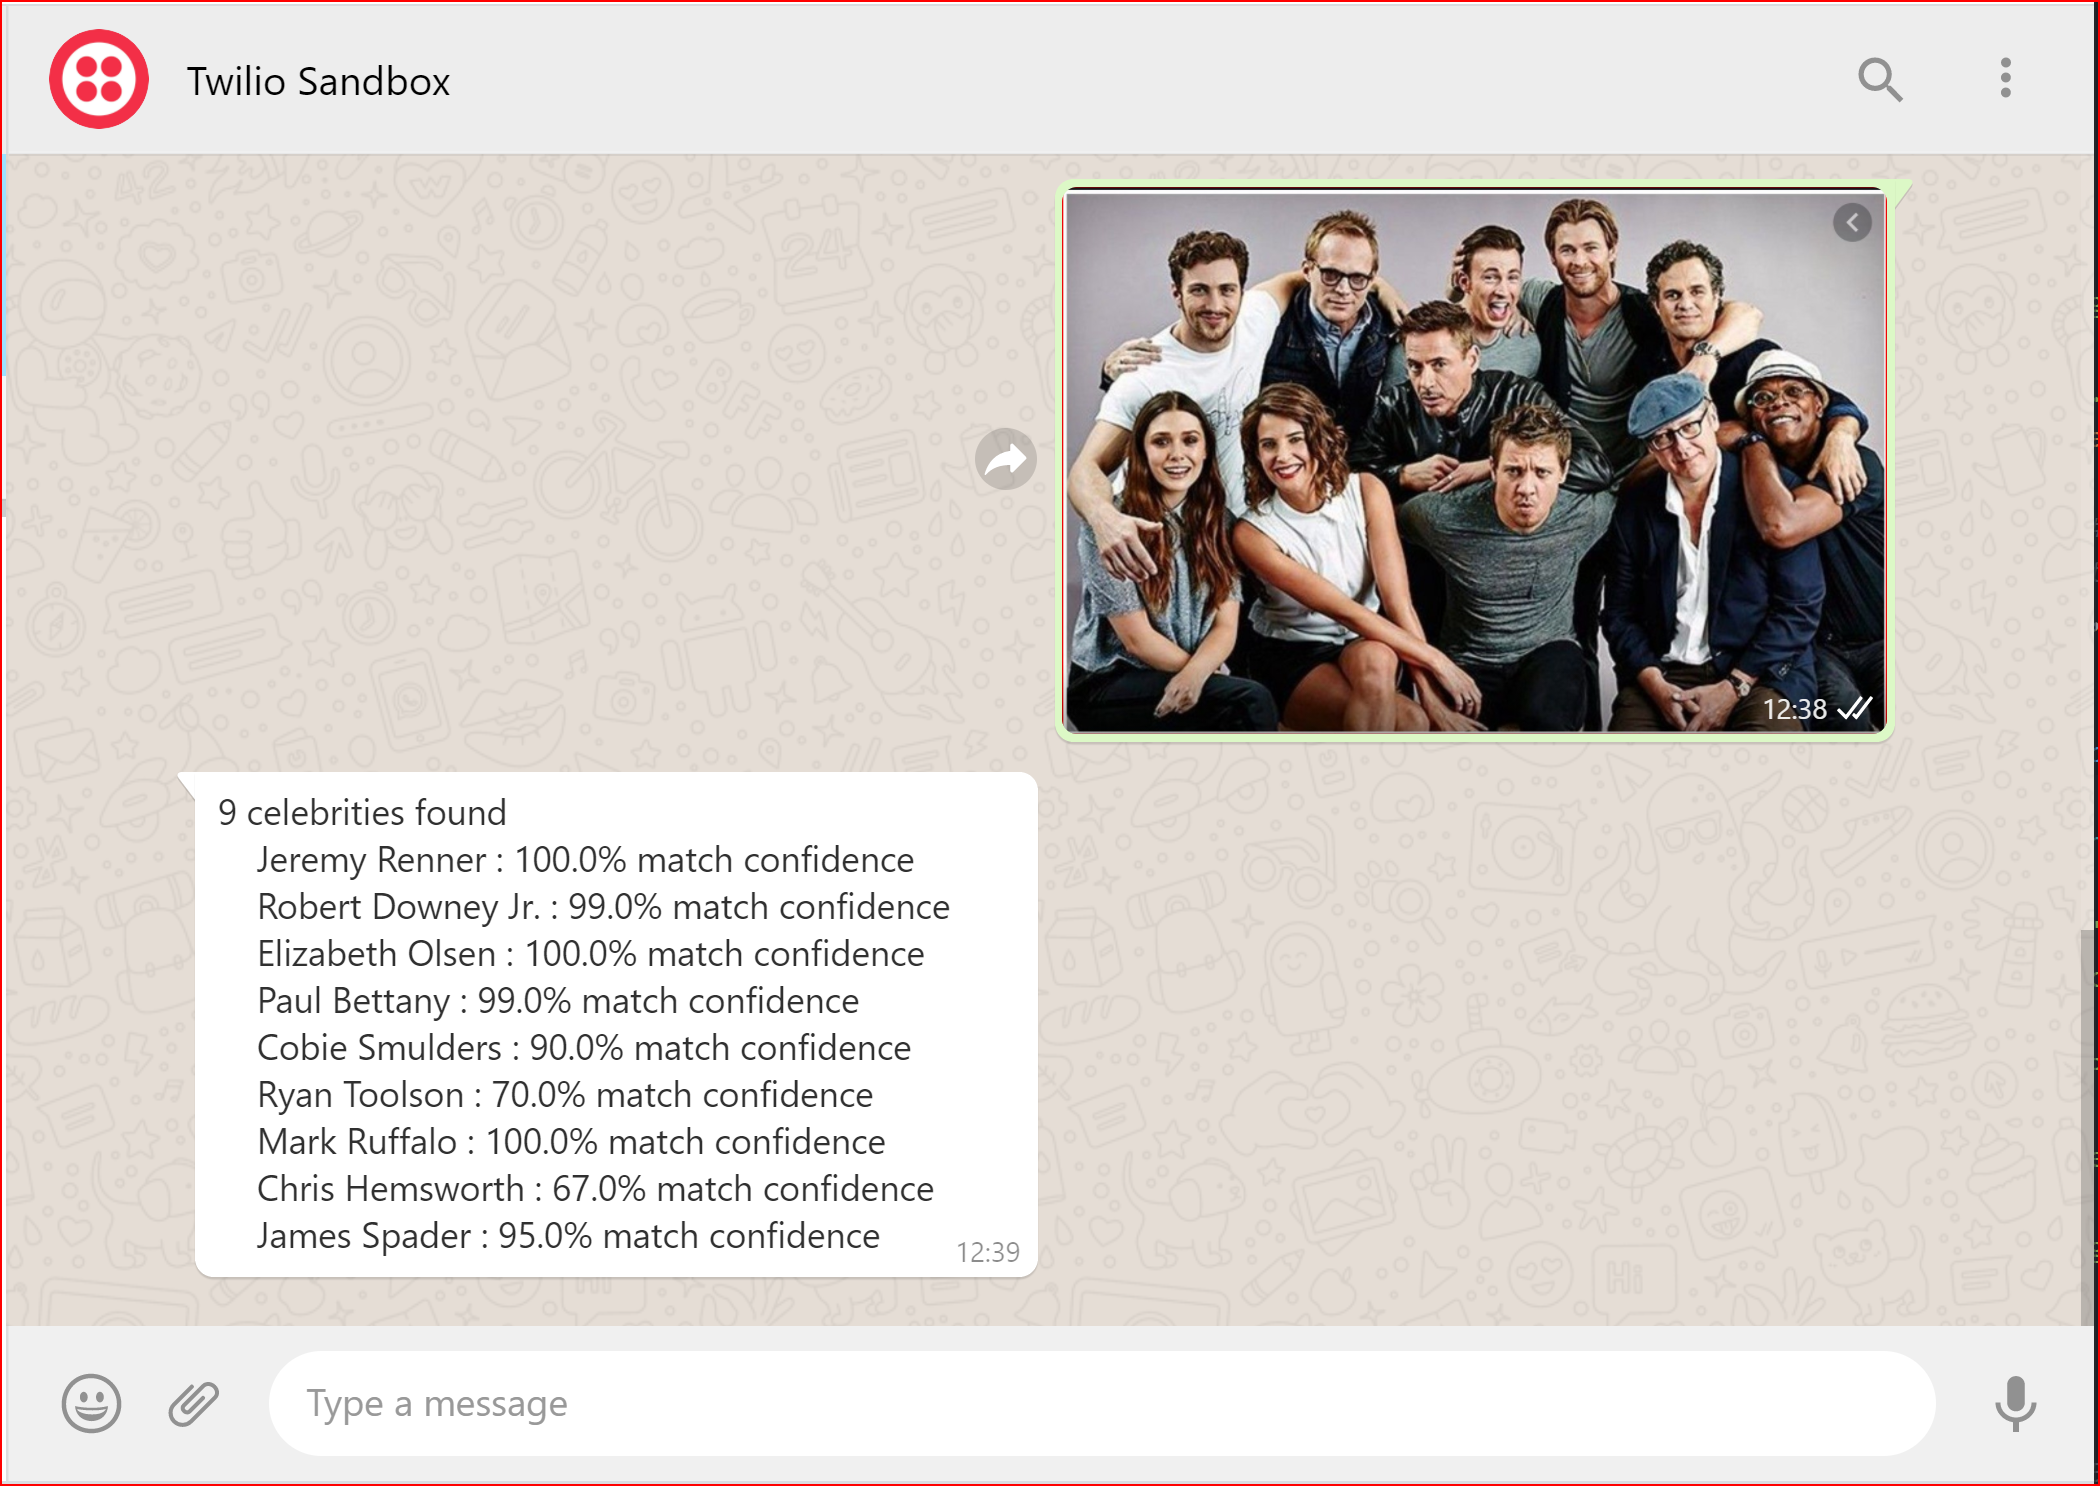 Twilio Sandbox
12:38
9 celebrities found
Jeremy Renner : 100.0% match confidence
Robert Downey Jr. : 99.0% match confidence
Elizabeth Olsen : 100.0% match confidence
Paul Bettany : 99.0% match confidence
Cobie Smulders : 90.0% match confidence
Ryan Toolson : 70.0% match confidence
Mark Ruffalo : 100.0% match confidence
Chris Hemsworth : 67.0% match confidence
James Spader : 95.0% match confidence
12:39
Type a message